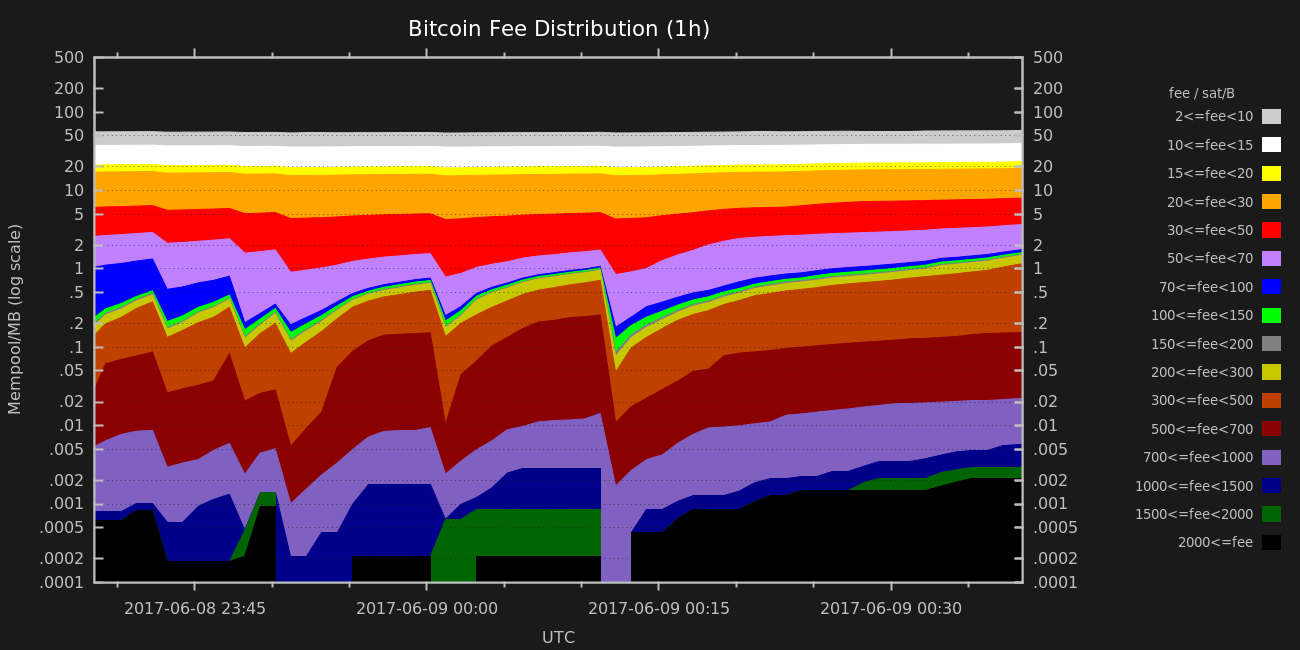 Bitcoin Fee Distribution (1h)
Mempool/MB (log scale)
500
200
100
50
20
10
5
2
1
.5
.2
.1
.05
.02
.01
.005
.002
.001
.0005
.0002
.0001
500
200
100
50
20
10
5
2
1
.5
.2
.1
.05
.02
.01
.005
.002
.001
.0005
.0002
.0001
2017-06-08 23:45
2017-06-09 00:00
2017-06-09 00:15
2017-06-09 00:30
UTC
fee / sat/B
2<=fee<10
10<=fee<15
15<=fee<20
20<=fee<30
30<=fee<50
50<=fee<70
70<=fee<100
100<=fee<150
150<=fee<200
200<=fee<300
300<=fee<500
500<=fee<700
700<=fee<1000
1000<=fee<1500
1500<=fee<2000
2000<=fee